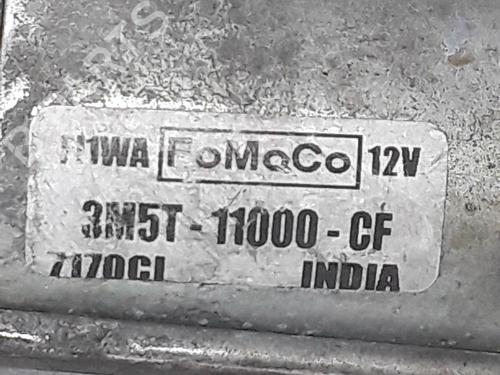 FoMoCo 12V
3M5T - 11000 - CF
INDIA